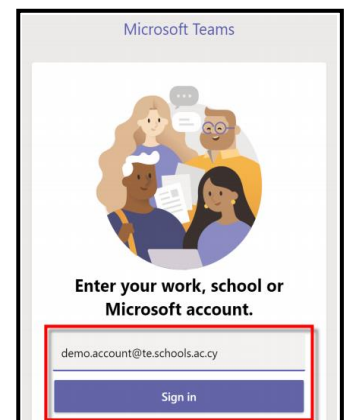 Microsoft Teams
Enter your work, school or
Microsoft account.
demo.account@te.schools.ac.cy
Sign in